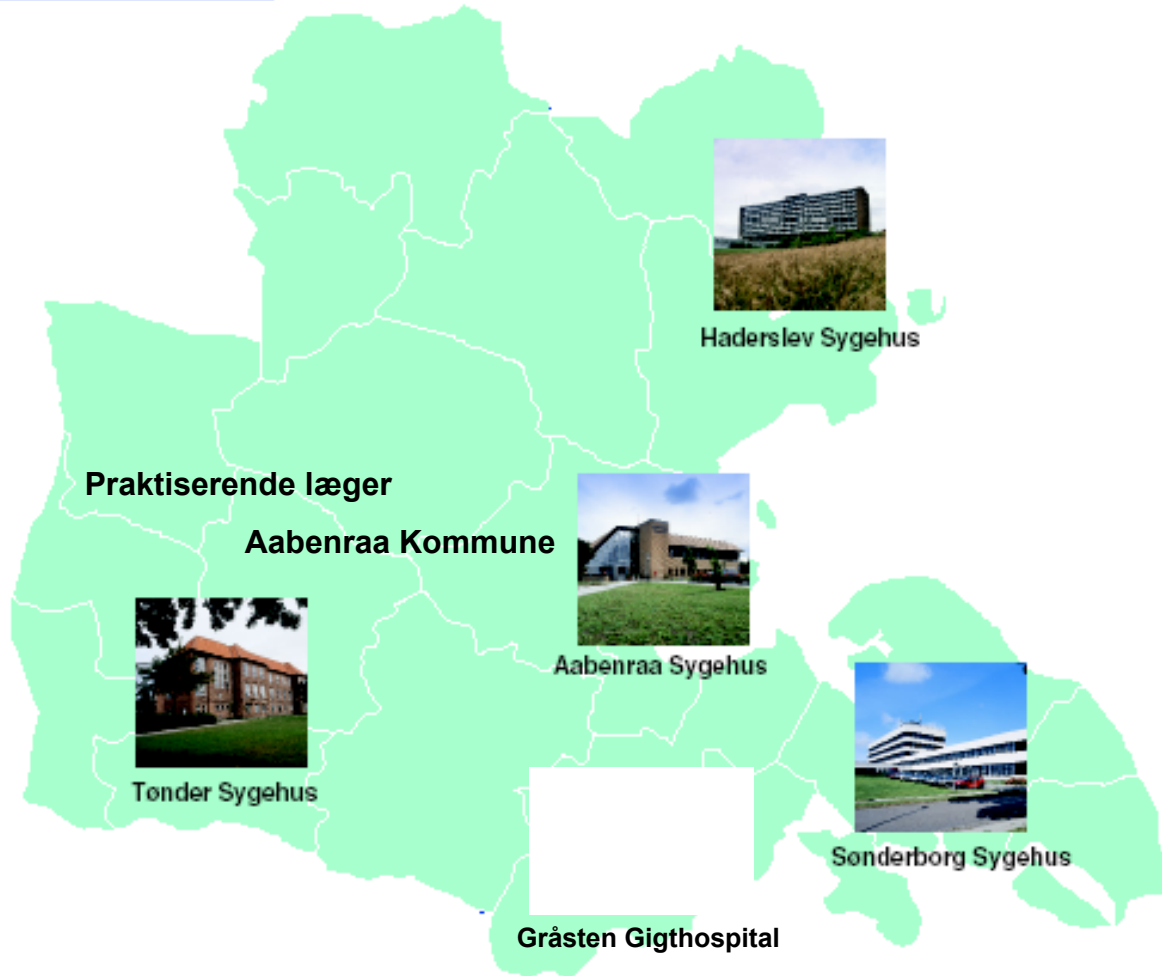 Haderslev Sygehus
Praktiserende læger
Aabenraa Kommune
Aabenraa Sygehus
Tønder Sygehus
Sønderborg Sygehus
Gråsten Gigthospital